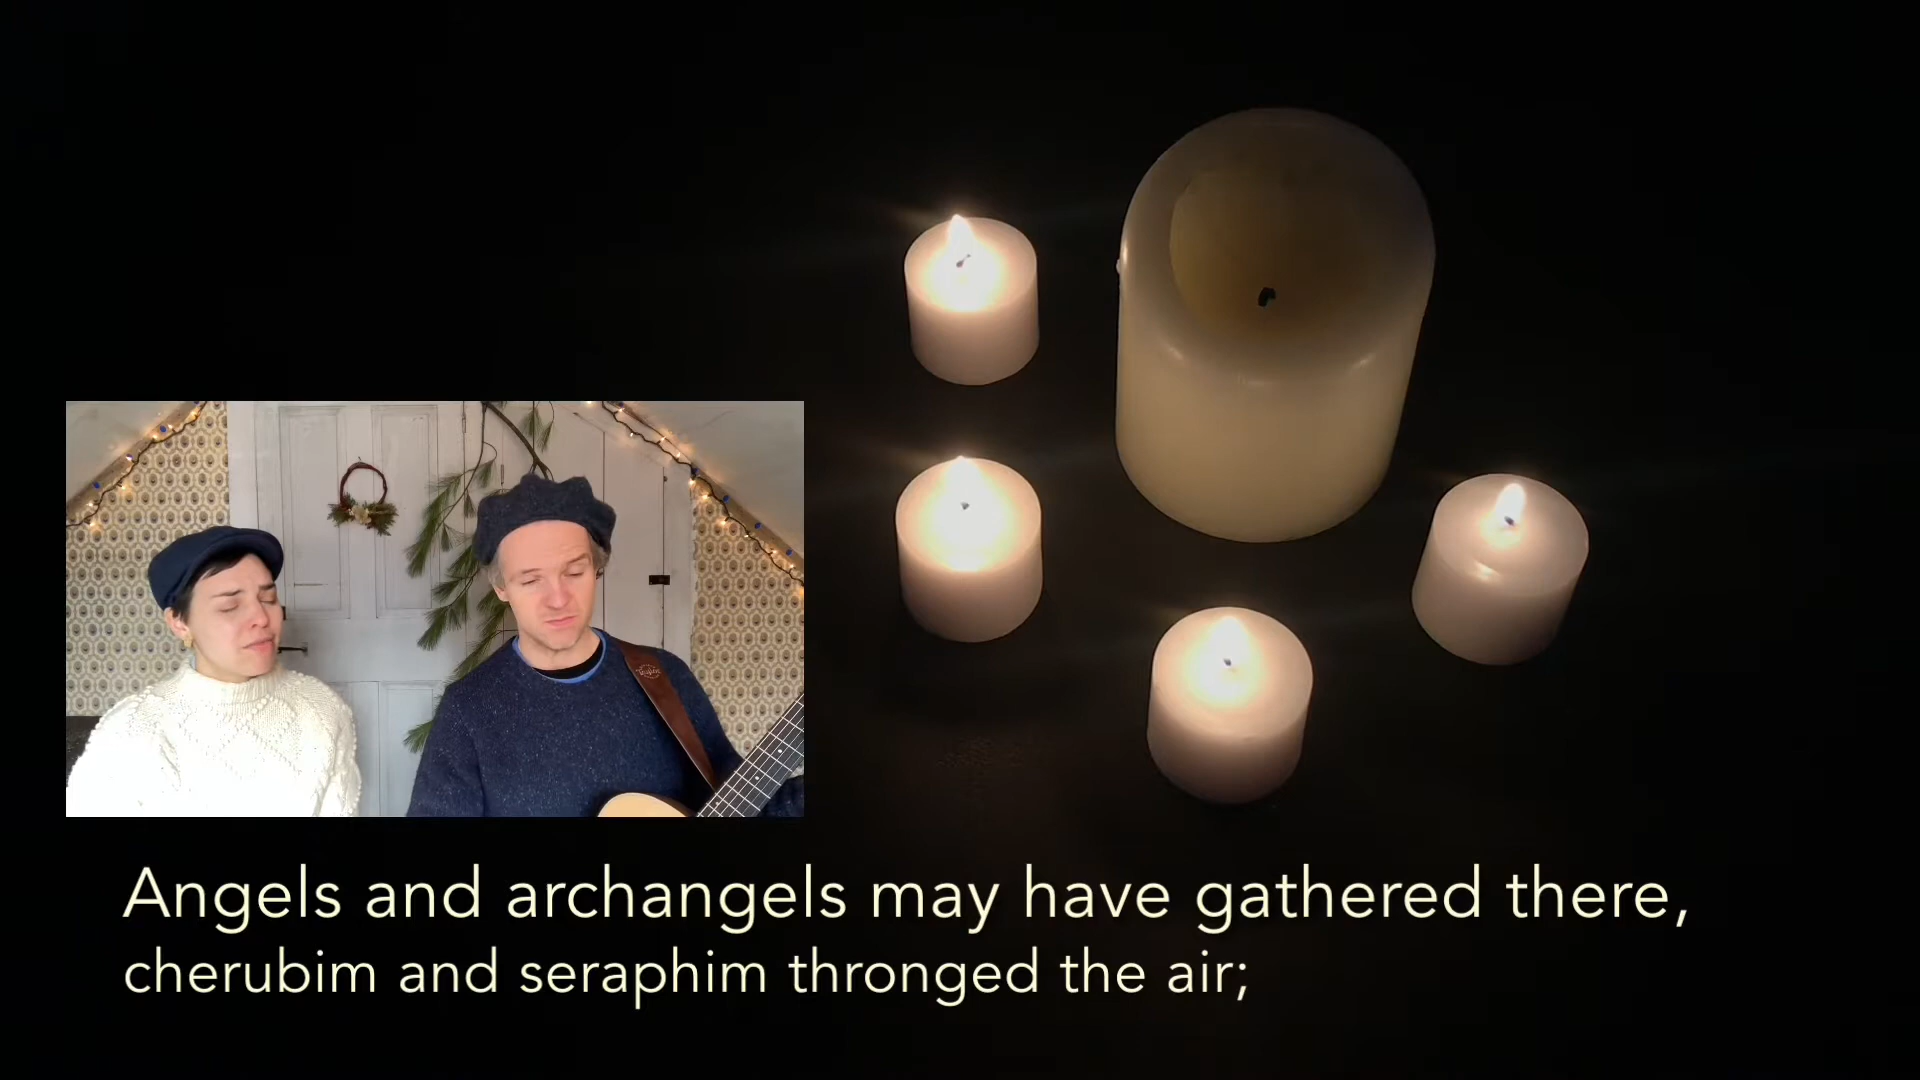 Angels and archangels may have gathered there,
cherubim and seraphim thronged the air;